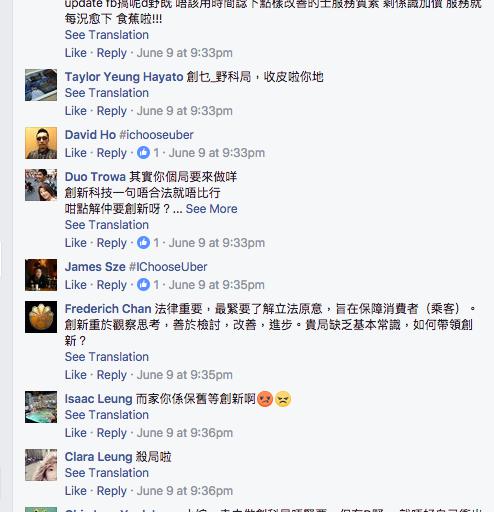 update fb搞呢d野既 唔該用時間諗下點樣改善的士服務質素 剩係識加價 服務就
每況愈下 食蕉啦!!!
See Translation
Like · Reply · June 9 at 9:33pm
Taylor Yeung Hayato 創乜_野科局，收皮啦你地
See Translation
Like · Reply · June 9 at 9:33pm
David Ho #ichooseuber
Like · Reply · 1 · June 9 at 9:33pm
Duo Trowa 其實你個局要來做咩
創新科技一句唔合法就唔比行
咁點解仲要創新呀？... See More
See Translation
Like · Reply · 1 · June 9 at 9:33pm
James Sze #IChooseUber
Like · Reply · 1 · June 9 at 9:35pm
Frederich Chan 法律重要，最緊要了解立法原意，旨在保障消費者（乘客）。
創新重於觀察思考，善於檢討，改善，進步。貴局缺乏基本常識，如何帶領創
新？
See Translation
Like · Reply · June 9 at 9:35pm
Isaac Leung 而家你係保舊等創新啊😡😠
See Translation
Like · Reply · June 9 at 9:36pm
Clara Leung 殺局啦
See Translation
Like · Reply · June 9 at 9:36pm